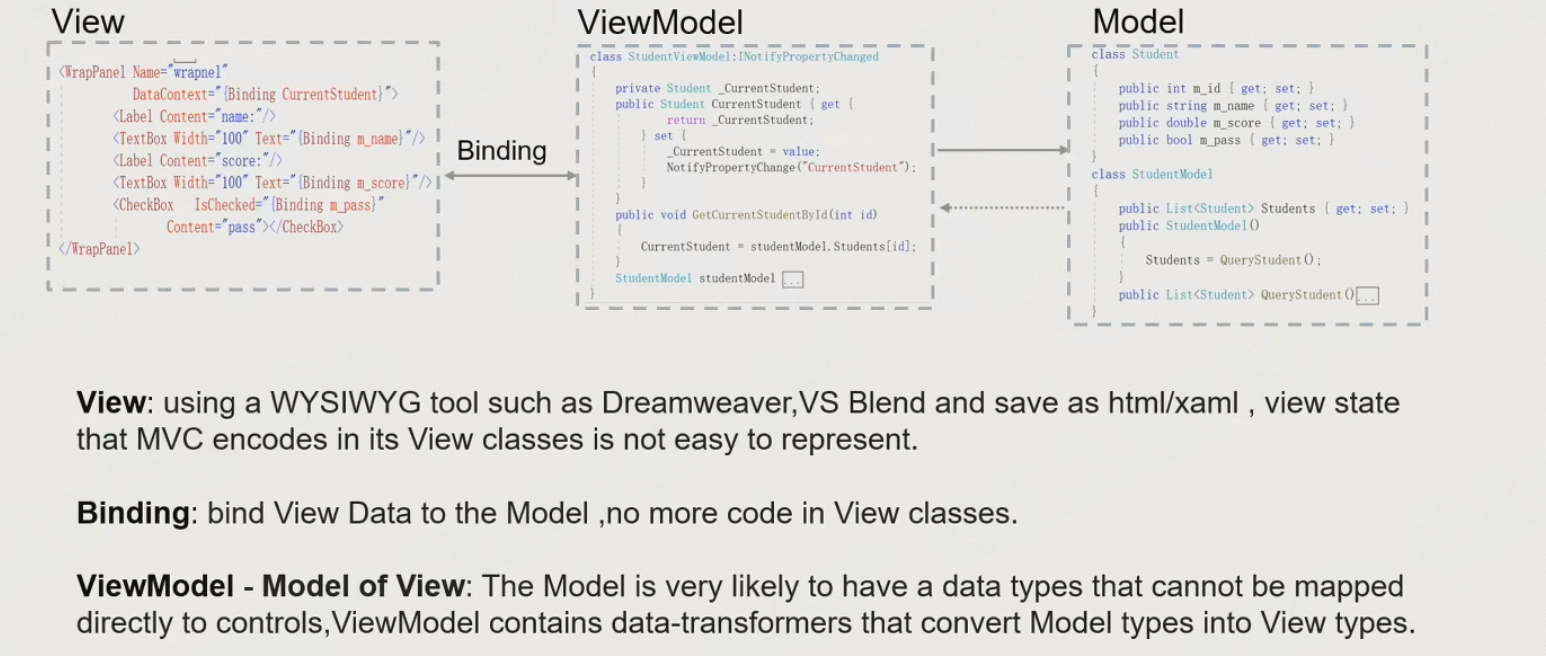 View
<WrapPanel Name="wrapnel"
DataContext="{Binding CurrentStudent}">
<Label Content="name:"/>
<TextBox Width="100" Text="{Binding m_name}"/>
<Label Content="score:"/>
<TextBox Width="100" Text="{Binding m_score}"/>
<CheckBox IsChecked="{Binding m_pass}"
Content="pass"></CheckBox>
</WrapPanel>
Binding
ViewModel
class StudentViewModel:INotifyPropertyChanged
{
private Student _CurrentStudent;
public Student CurrentStudent { get {
return _CurrentStudent;
} set {
_CurrentStudent = value;
NotifyPropertyChange("CurrentStudent");
}
}
public void GetCurrentStudentById(int id)
{
CurrentStudent = studentModel.Students[id];
}
StudentModel studentModel ...
}
Model
class Student
{
public int m_id { get; set; }
public string m_name { get; set; }
public double m_score { get; set; }
public bool m_pass { get; set; }
}
class StudentModel
{
public List<Student> Students { get; set; }
public StudentModel()
{
Students = QueryStudent();
}
public List<Student> QueryStudent()...
}
View: using a WYSIWYG tool such as Dreamweaver,VS Blend and save as html/xaml , view state
that MVC encodes in its View classes is not easy to represent.
Binding: bind View Data to the Model ,no more code in View classes.
ViewModel - Model of View: The Model is very likely to have a data types that cannot be mapped
directly to controls,ViewModel contains data-transformers that convert Model types into View types.